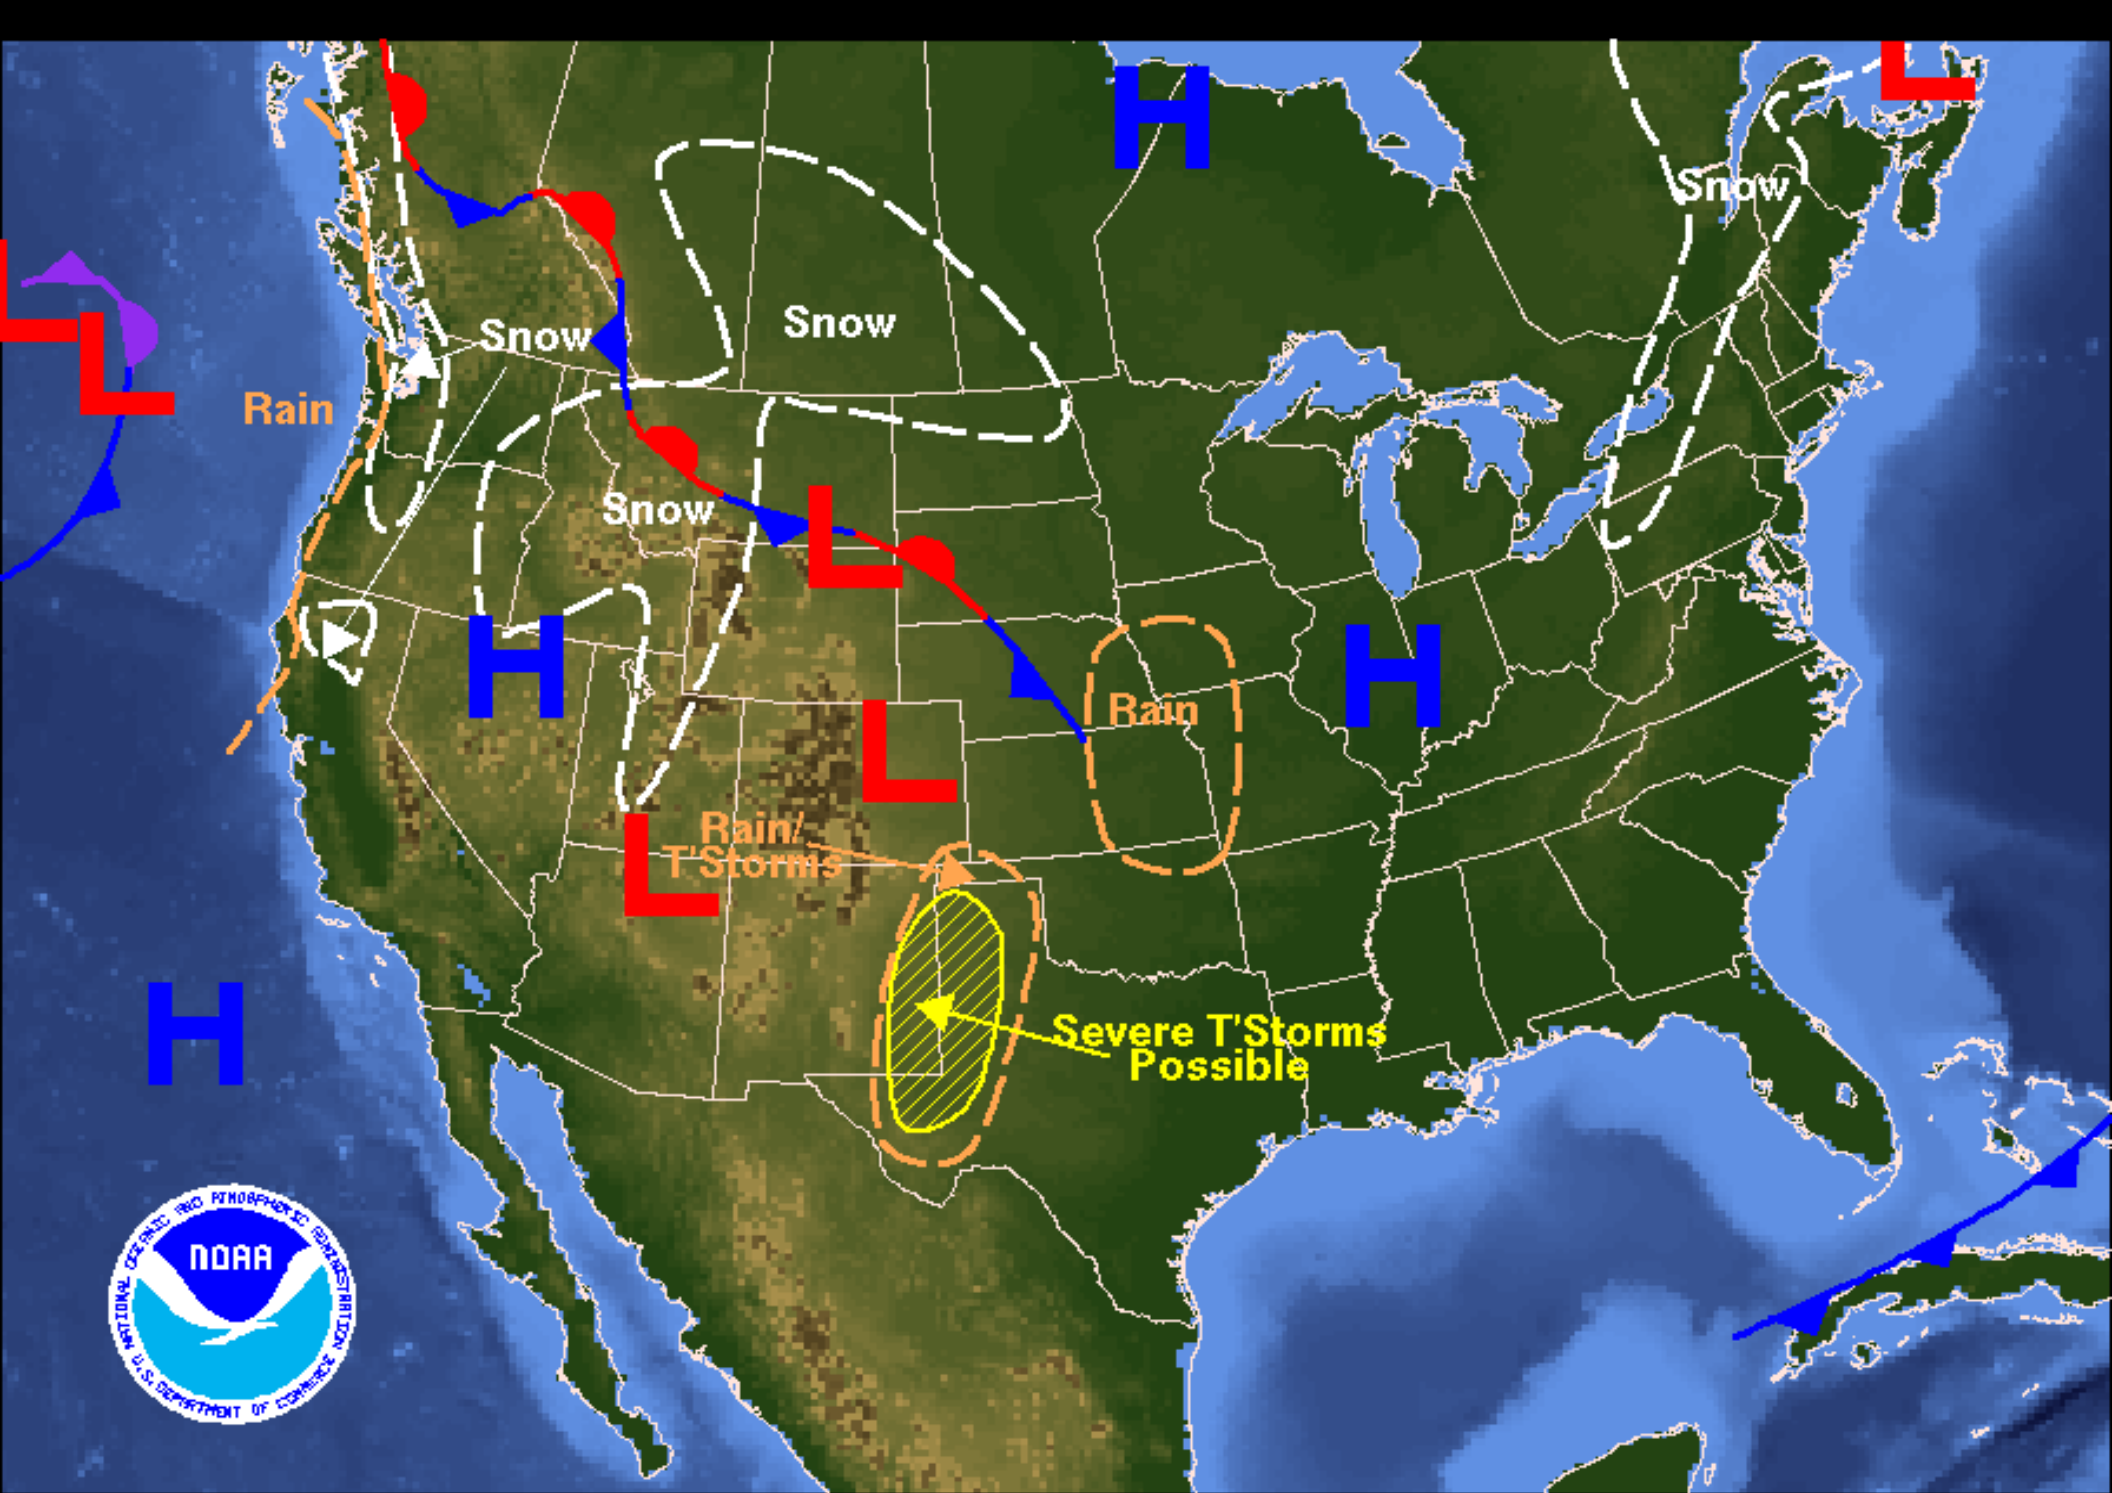 L
H
Snow
Snow
Snow
L
L
Rain
Snow
L
H
H
Rain
L
Rain/
T'Storms
L
Severe T'Storms
Possible
H
NATIONAL OCEANIC AND ATMOSPHERIC ADMINISTRATION
NOAA
U.S. DEPARTMENT OF COMMERCE